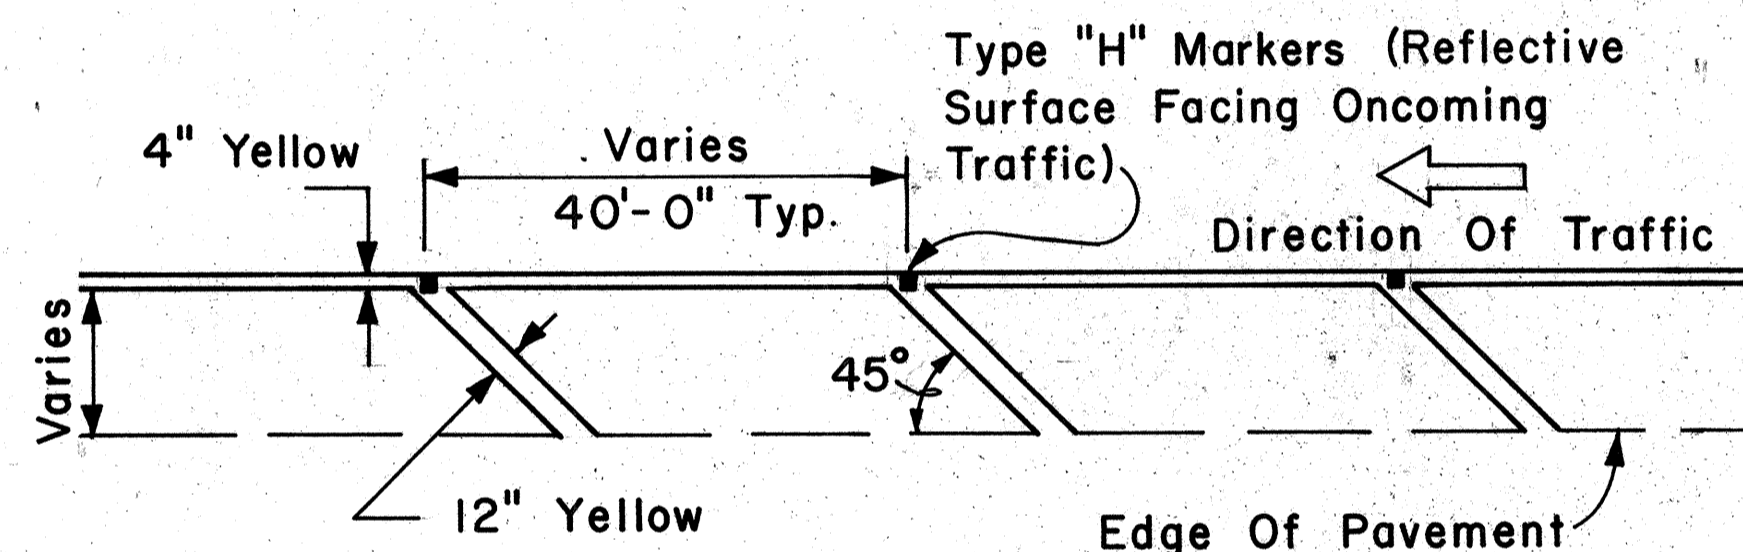 Type "H" Markers (Reflective
Surface Facing Oncoming
Traffic)
4" Yellow
Varies
40'-0" Typ.
Direction Of Traffic
Varies
45°
12" Yellow
Edge Of Pavement